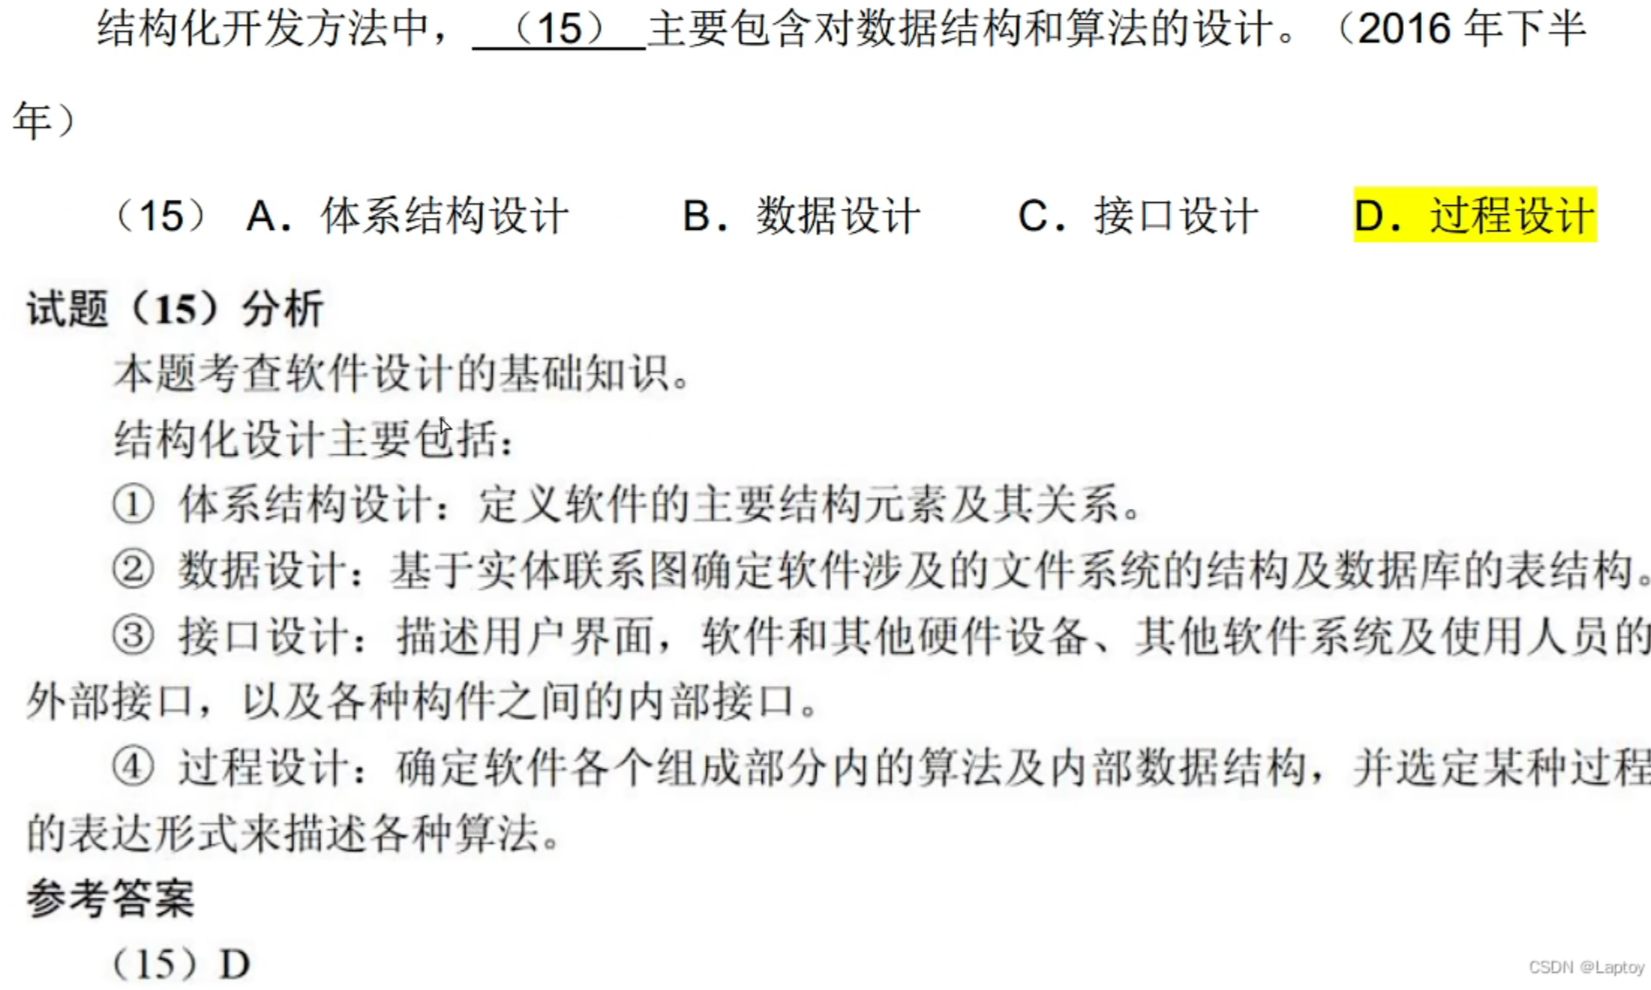 结构化开发方法中，（15）主要包含对数据结构和算法的设计。（2016 年下半
年）
（15） A．体系结构设计 B．数据设计 C．接口设计 D．过程设计
试题（15）分析
本题考查软件设计的基础知识。
结构化设计主要包括：
① 体系结构设计：定义软件的主要结构元素及其关系。
② 数据设计：基于实体联系图确定软件涉及的文件系统的结构及数据库的表结构。
③ 接口设计：描述用户界面，软件和其他硬件设备、其他软件系统及使用人员的
外部接口，以及各种构件之间的内部接口。
④ 过程设计：确定软件各个组成部分内的算法及内部数据结构，并选定某种过程
的表达形式来描述各种算法。
参考答案
（15）D
CSDN @Laptoy